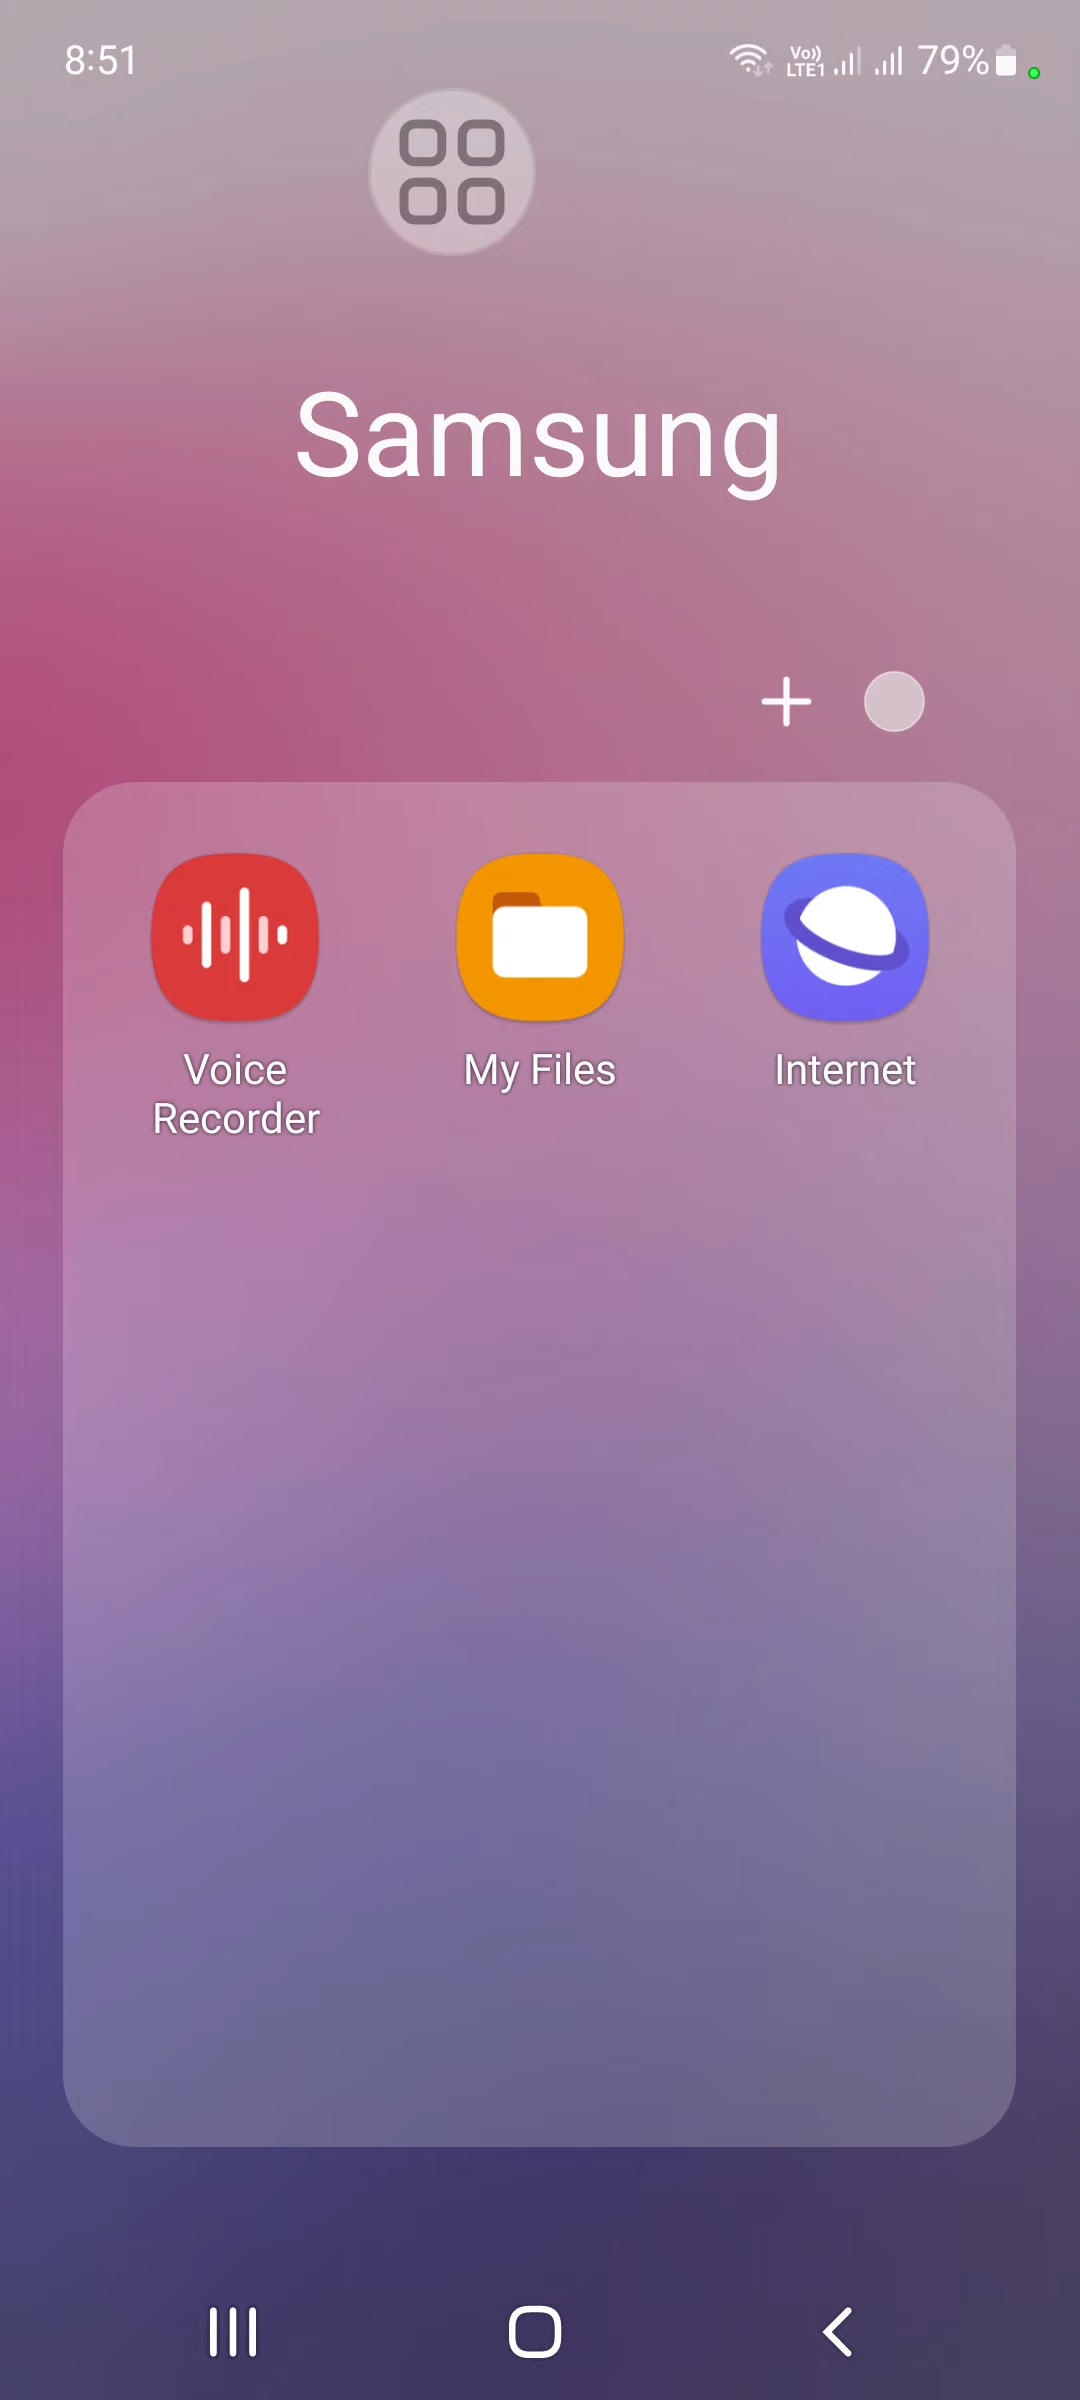 8:51
Vo)) LTE1 79%
Samsung
Voice Recorder
My Files
Internet